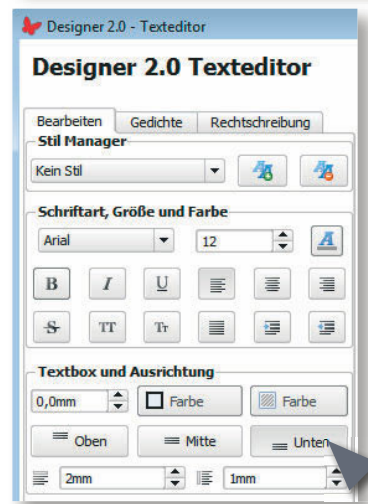 Designer 2.0 - Texteditor
Designer 2.0 Texteditor
Bearbeiten Gedichte Rechtschreibung
Stil Manager
Kein Stil
Schriftart, Größe und Farbe
Arial 12 A
B I U
S TT Tr
Textbox und Ausrichtung
0,0mm Farbe Farbe
Oben Mitte Unten
2mm 1mm